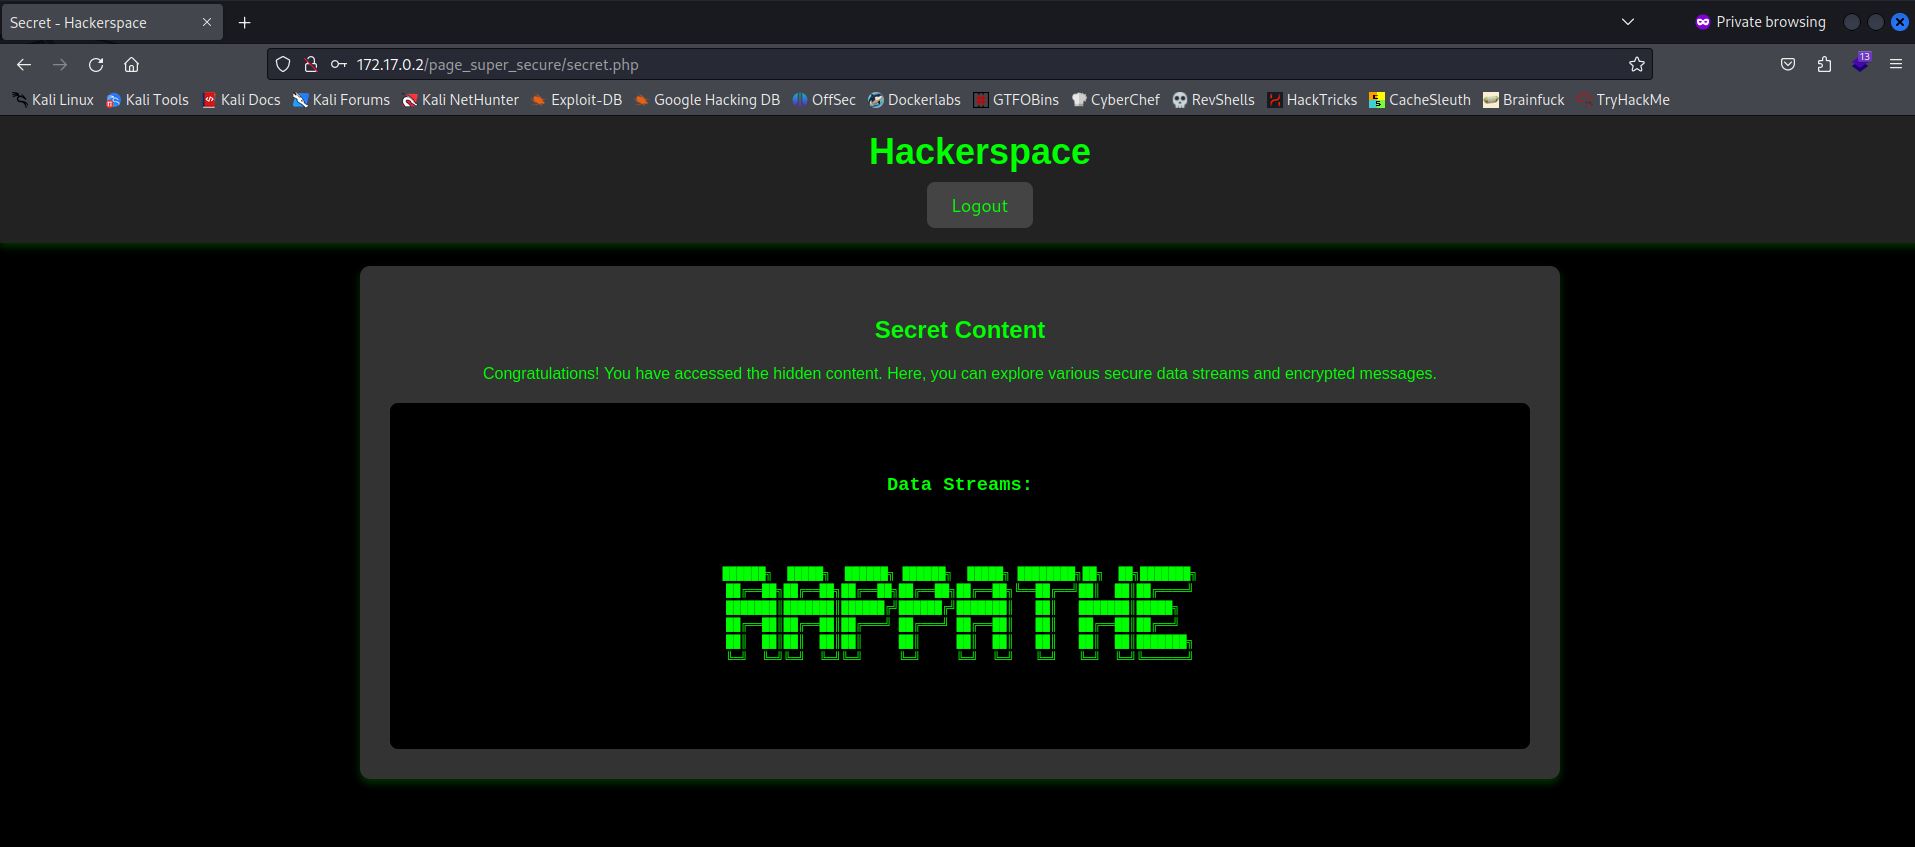 Secret - Hackerspace
Private browsing
172.17.0.2/page_super_secure/secret.php
13
Kali Linux Kali Tools Kali Docs Kali Forums Kali NetHunter Exploit-DB Google Hacking DB OffSec Dockerlabs GTFOBins CyberChef RevShells HackTricks CacheSleuth Brainfuck TryHackMe
Hackerspace
Logout
Secret Content
Congratulations! You have accessed the hidden content. Here, you can explore various secure data streams and encrypted messages.
Data Streams:
RAPPATHE